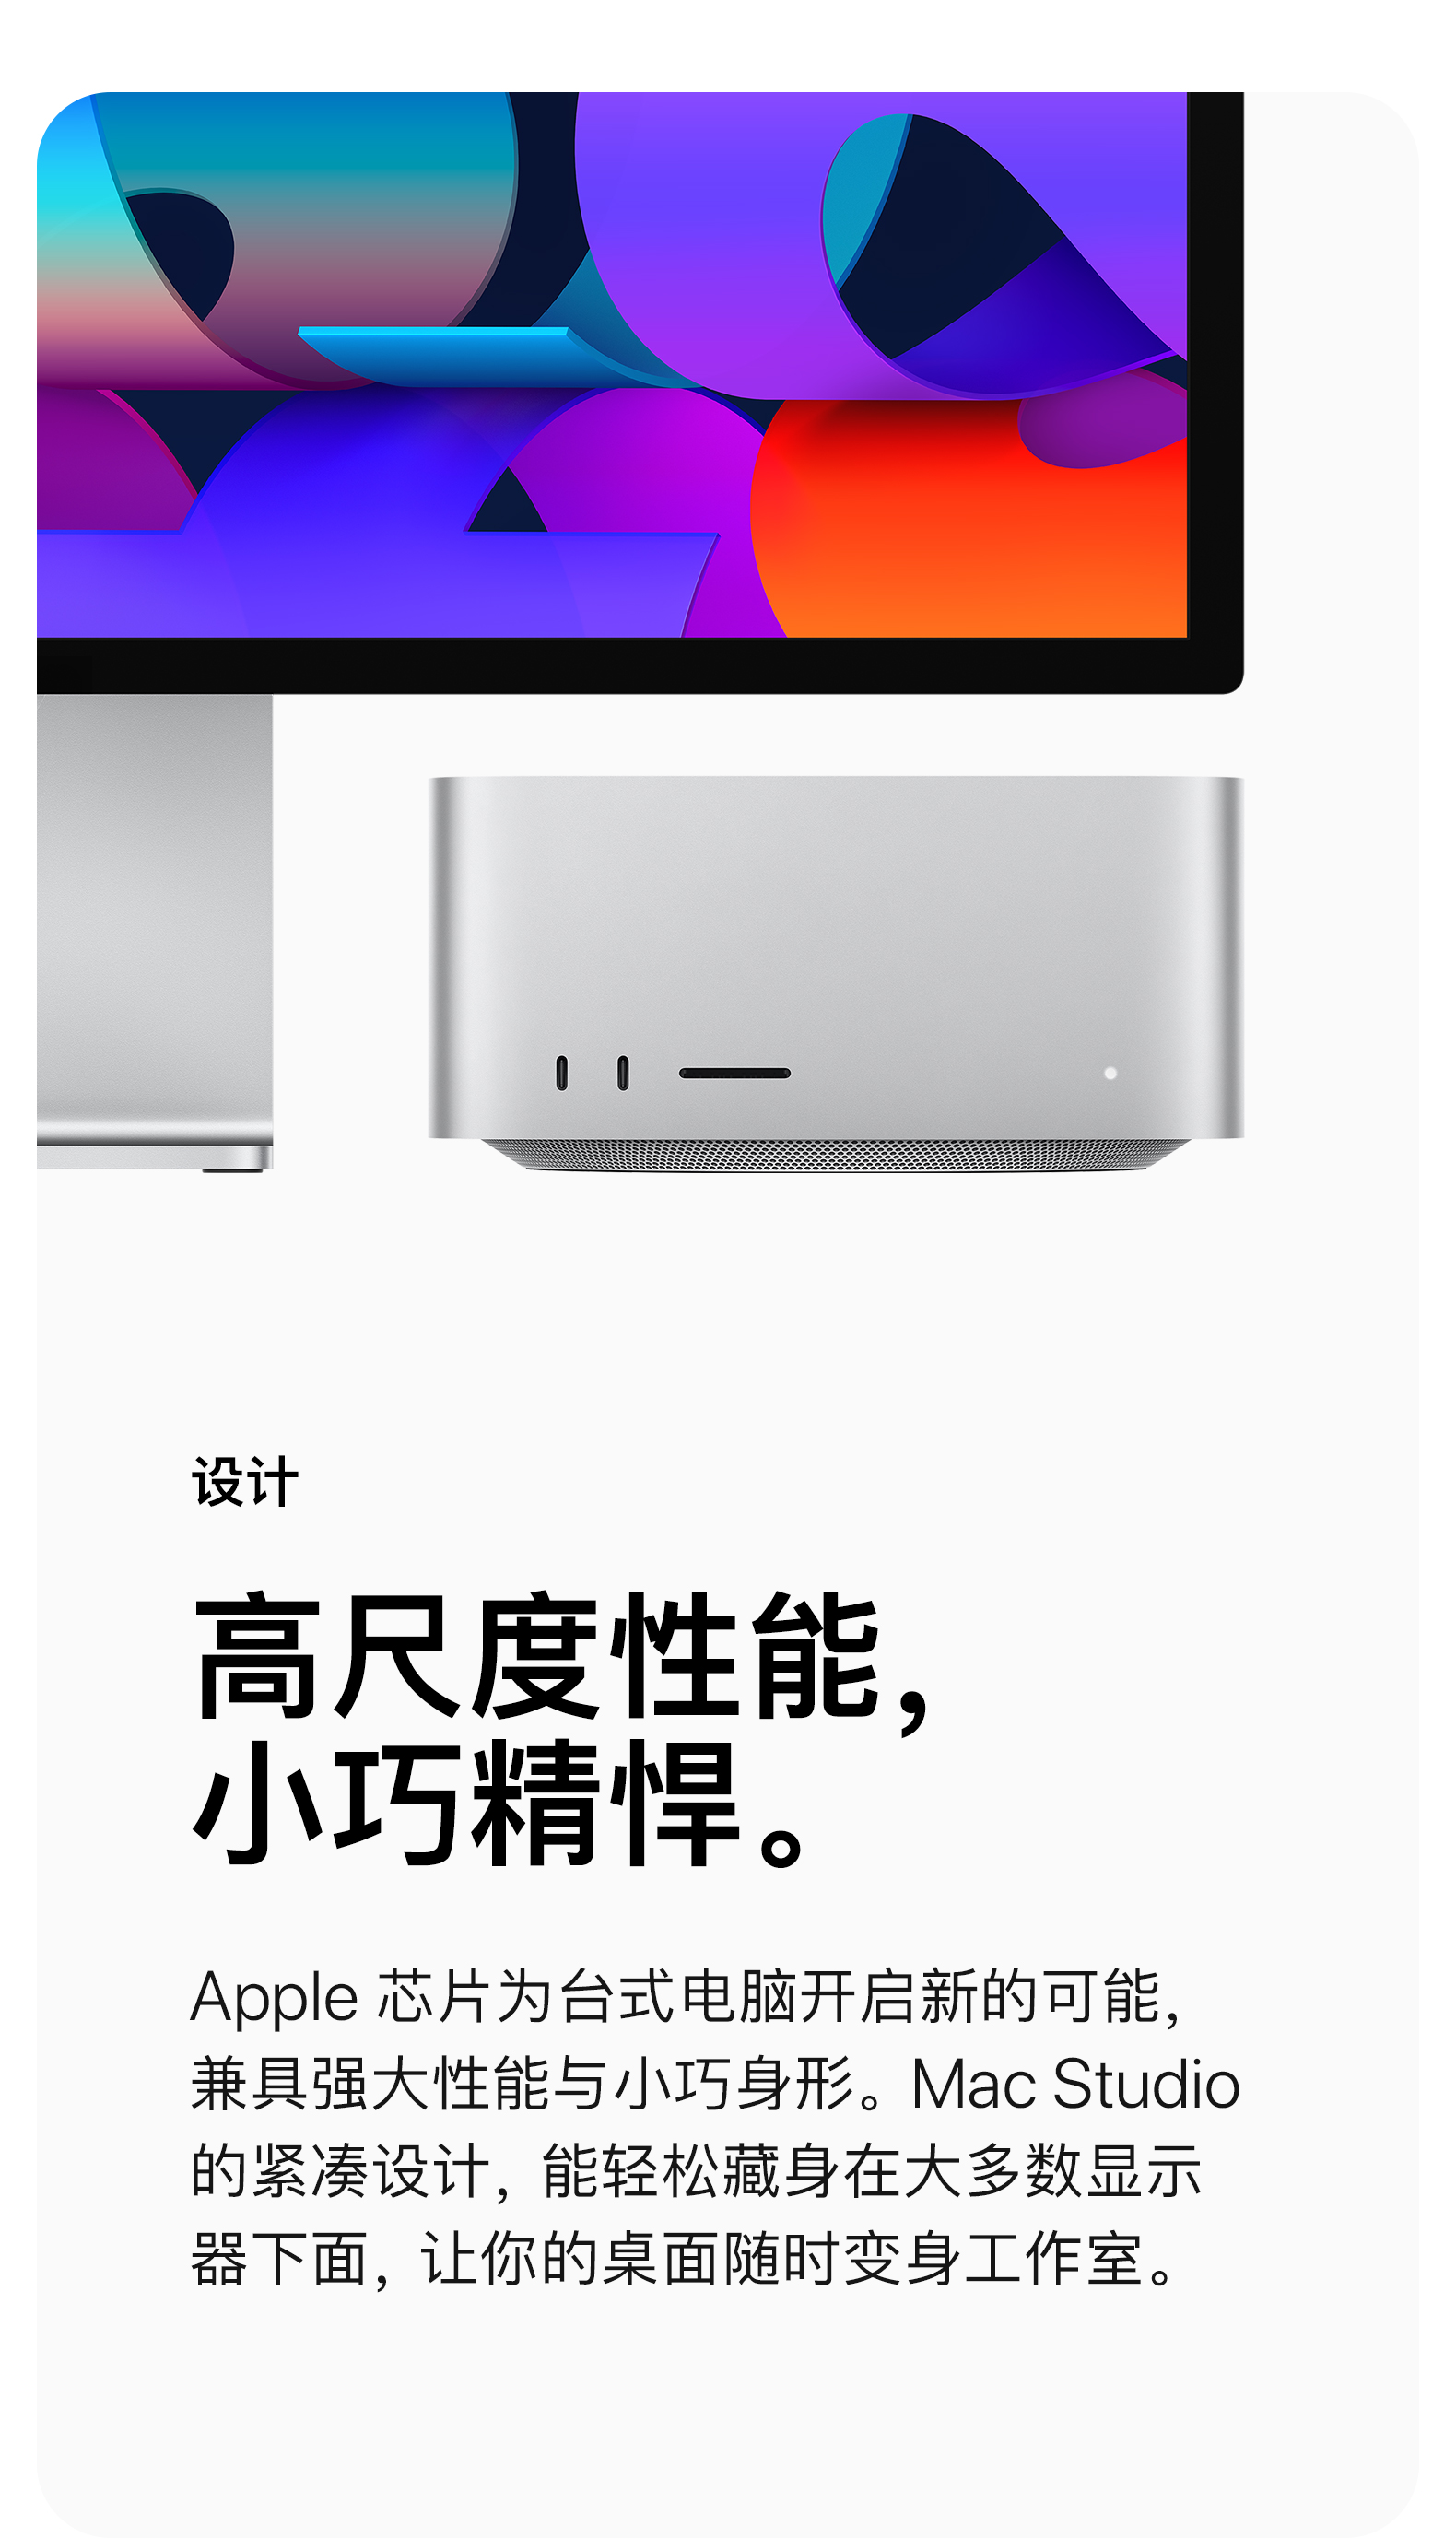 设计
高尺度性能，
小巧精悍。
Apple 芯片为台式电脑开启新的可能，
兼具强大性能与小巧身形。Mac Studio
的紧凑设计，能轻松藏身在大多数显示
器下面，让你的桌面随时变身工作室。